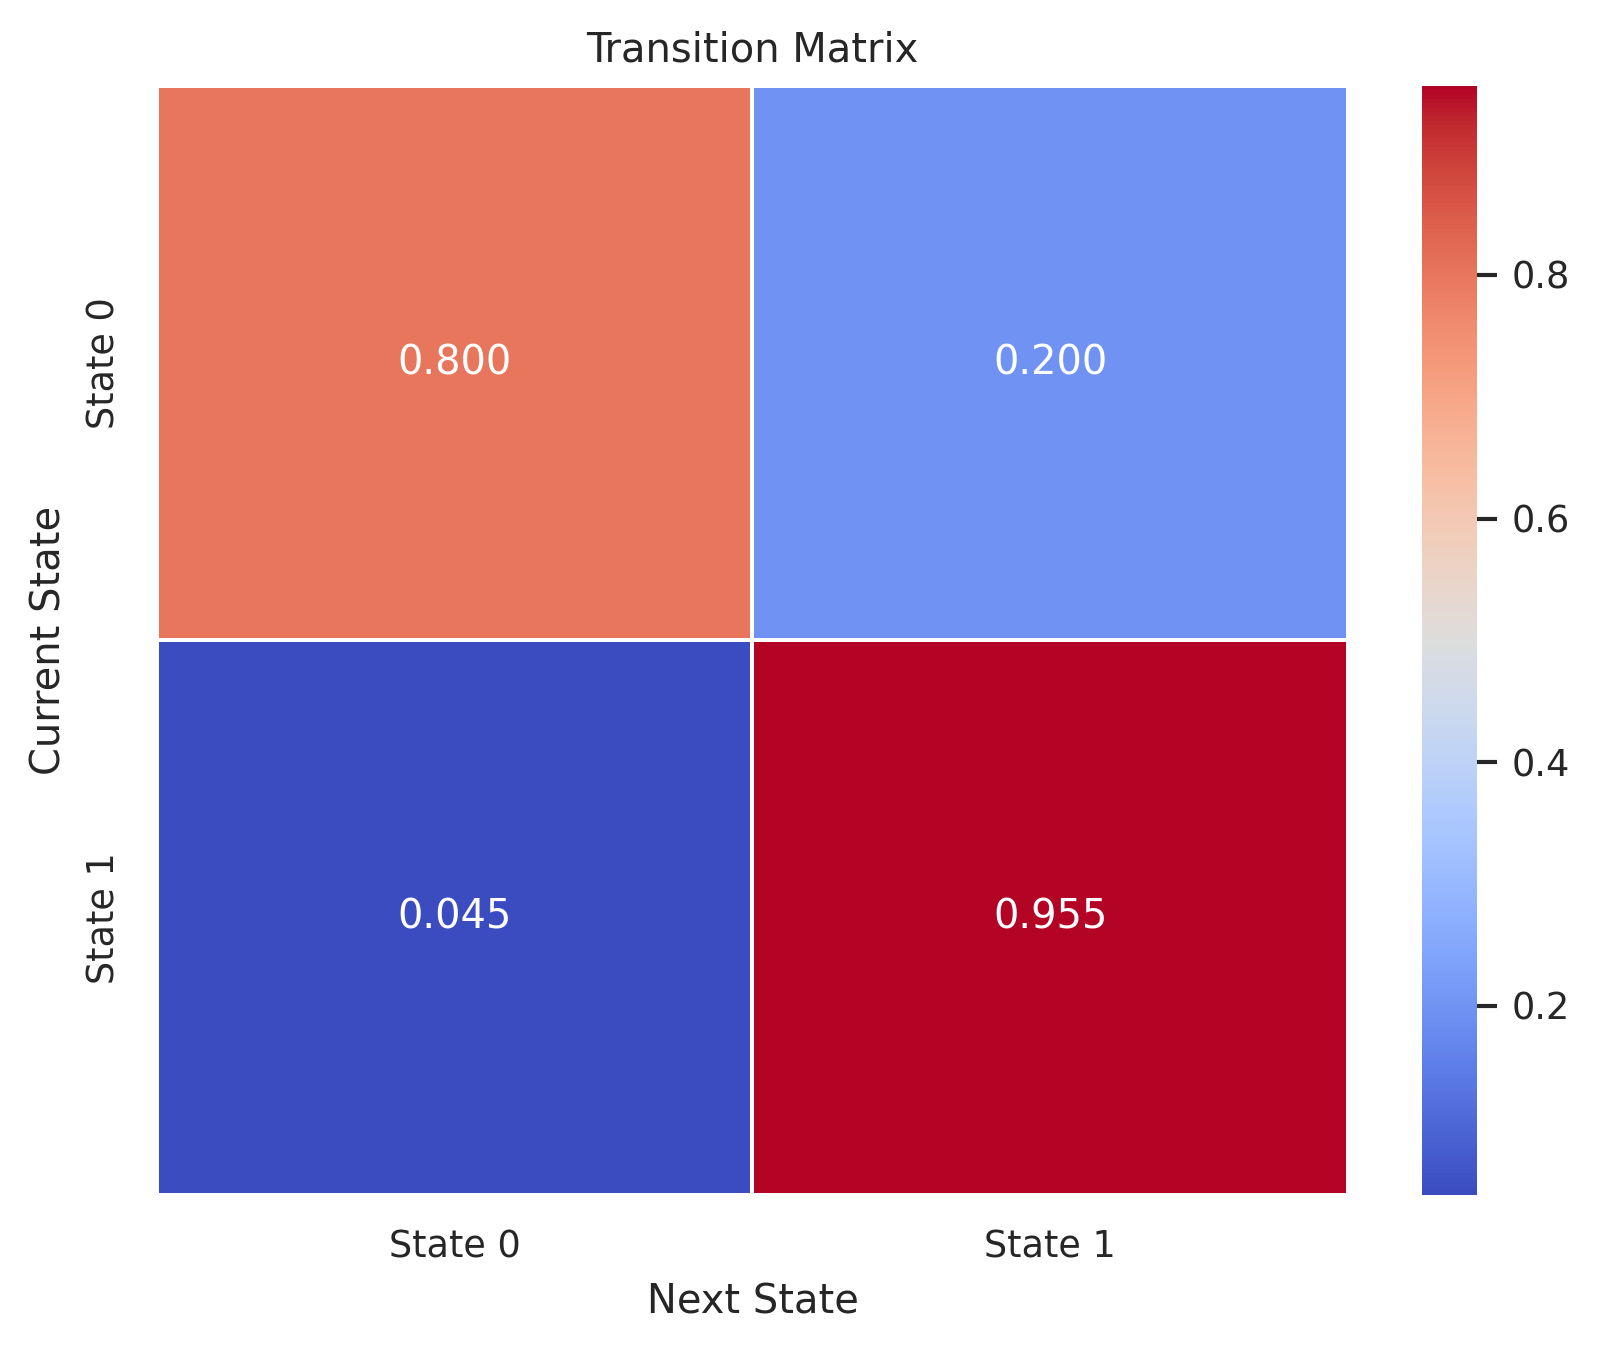 Transition Matrix
State 0
0.800
0.200
0.8
0.6
Current State
0.4
State 1
0.045
0.955
0.2
State 0
State 1
Next State